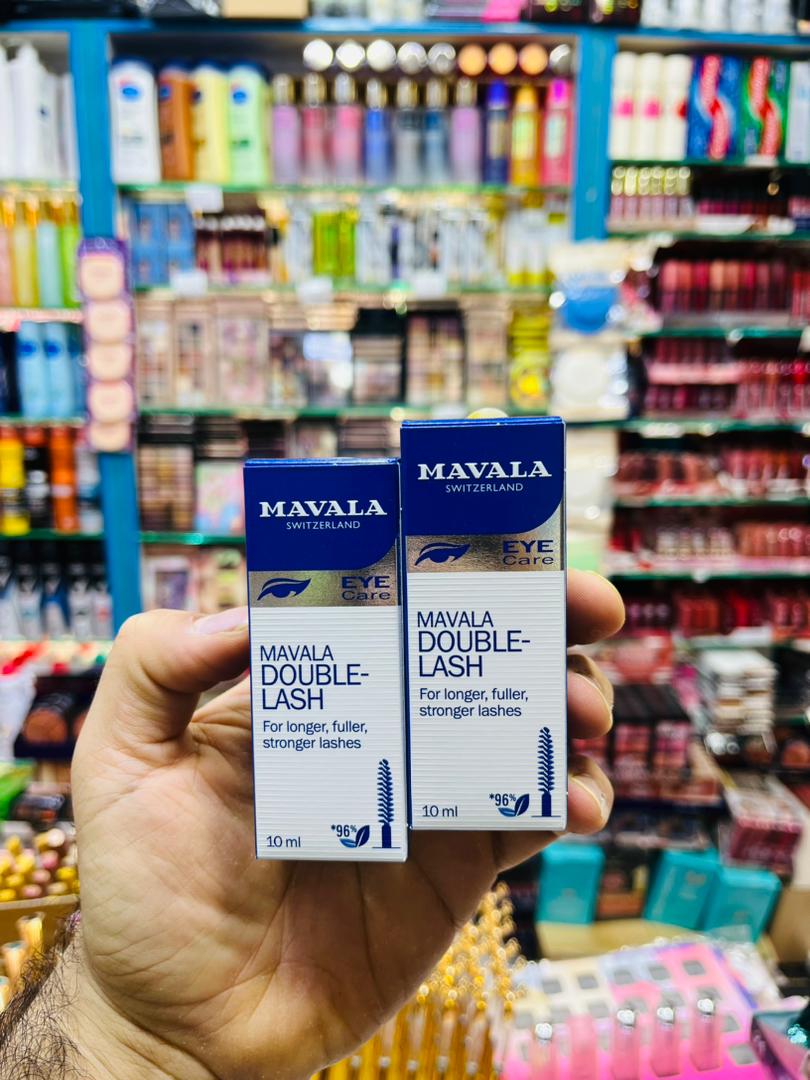 MAVALA
SWITZERLAND
EYE
Care
MAVALA
DOUBLE-
LASH
For longer, fuller,
stronger lashes
*96%
10 ml
MAVALA
SWITZERLAND
EYE
Care
MAVALA
DOUBLE-
LASH
For longer, fuller,
stronger lashes
*96%
10 ml